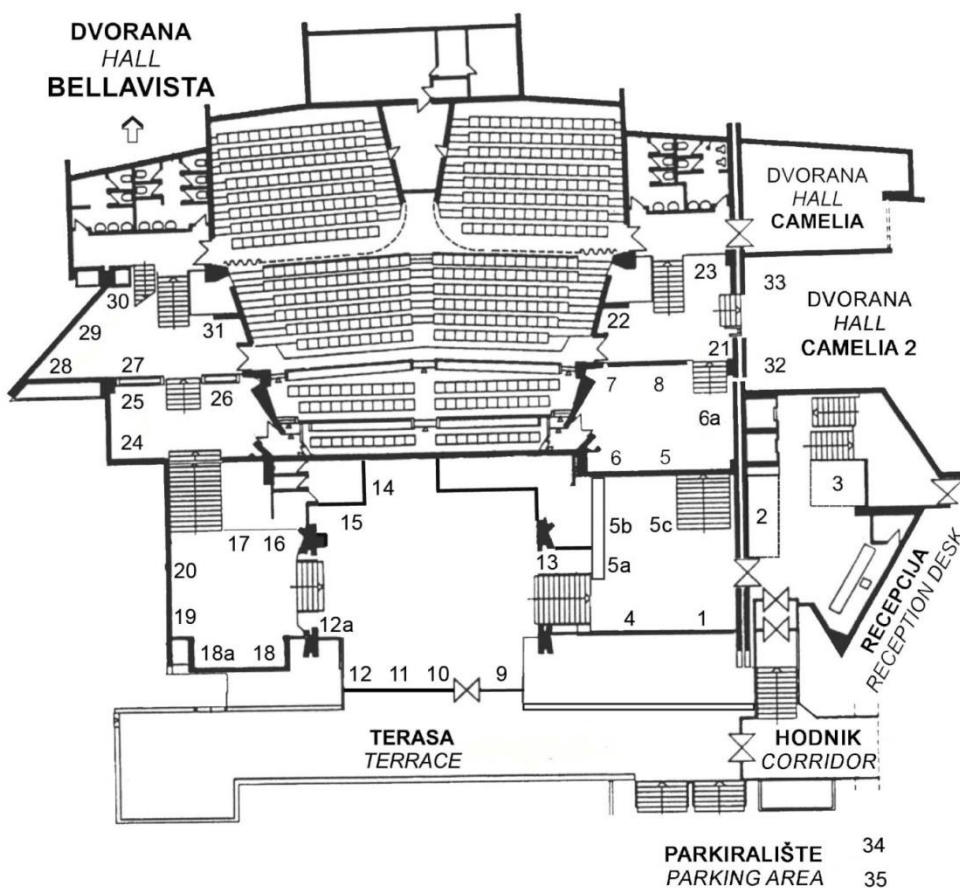 DVORANA
HALL
BELLAVISTA
DVORANA
HALL
CAMELIA
30
23
33
29
31
22
DVORANA
HALL
CAMELIA 2
28
27
21
32
25
26
7
8
6a
24
6
5
3
14
15
2
17
16
5b
5c
20
13
5a
19
12a
4
1
RECEPCIJA
RECEPTION DESK
18a
18
12
11
10
9
TERASA
TERRACE
HODNIK
CORRIDOR
PARKIRALIŠTE
PARKING AREA
34
35